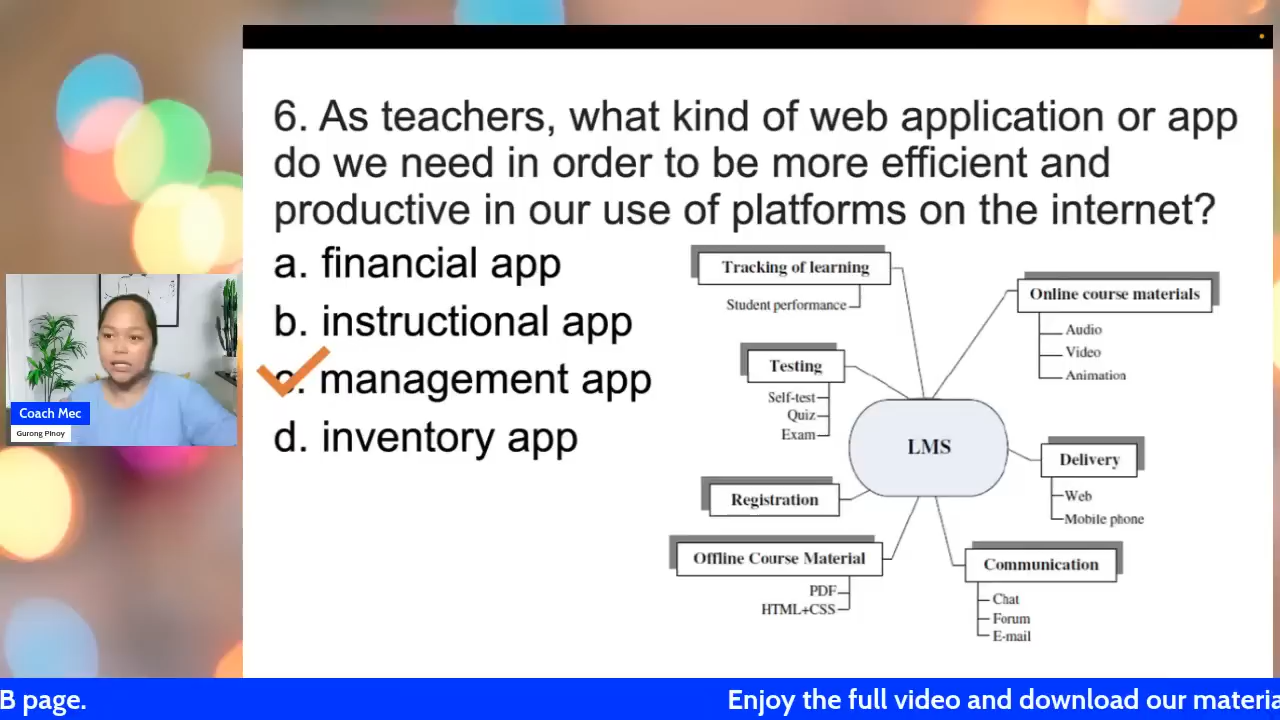 6. As teachers, what kind of web application or app
do we need in order to be more efficient and
productive in our use of platforms on the internet?
a. financial app
b. instructional app
c. management app
d. inventory app
Tracking of learning
Student performance
Online course materials
Audio
Video
Animation
Testing
Self-test
Quiz
Exam
LMS
Delivery
Web
Mobile phone
Registration
Offline Course Material
PDF
HTML+CSS
Communication
Chat
Forum
E-mail
Coach Mec
Gurong Pinoy
B page.
Enjoy the full video and download our materia